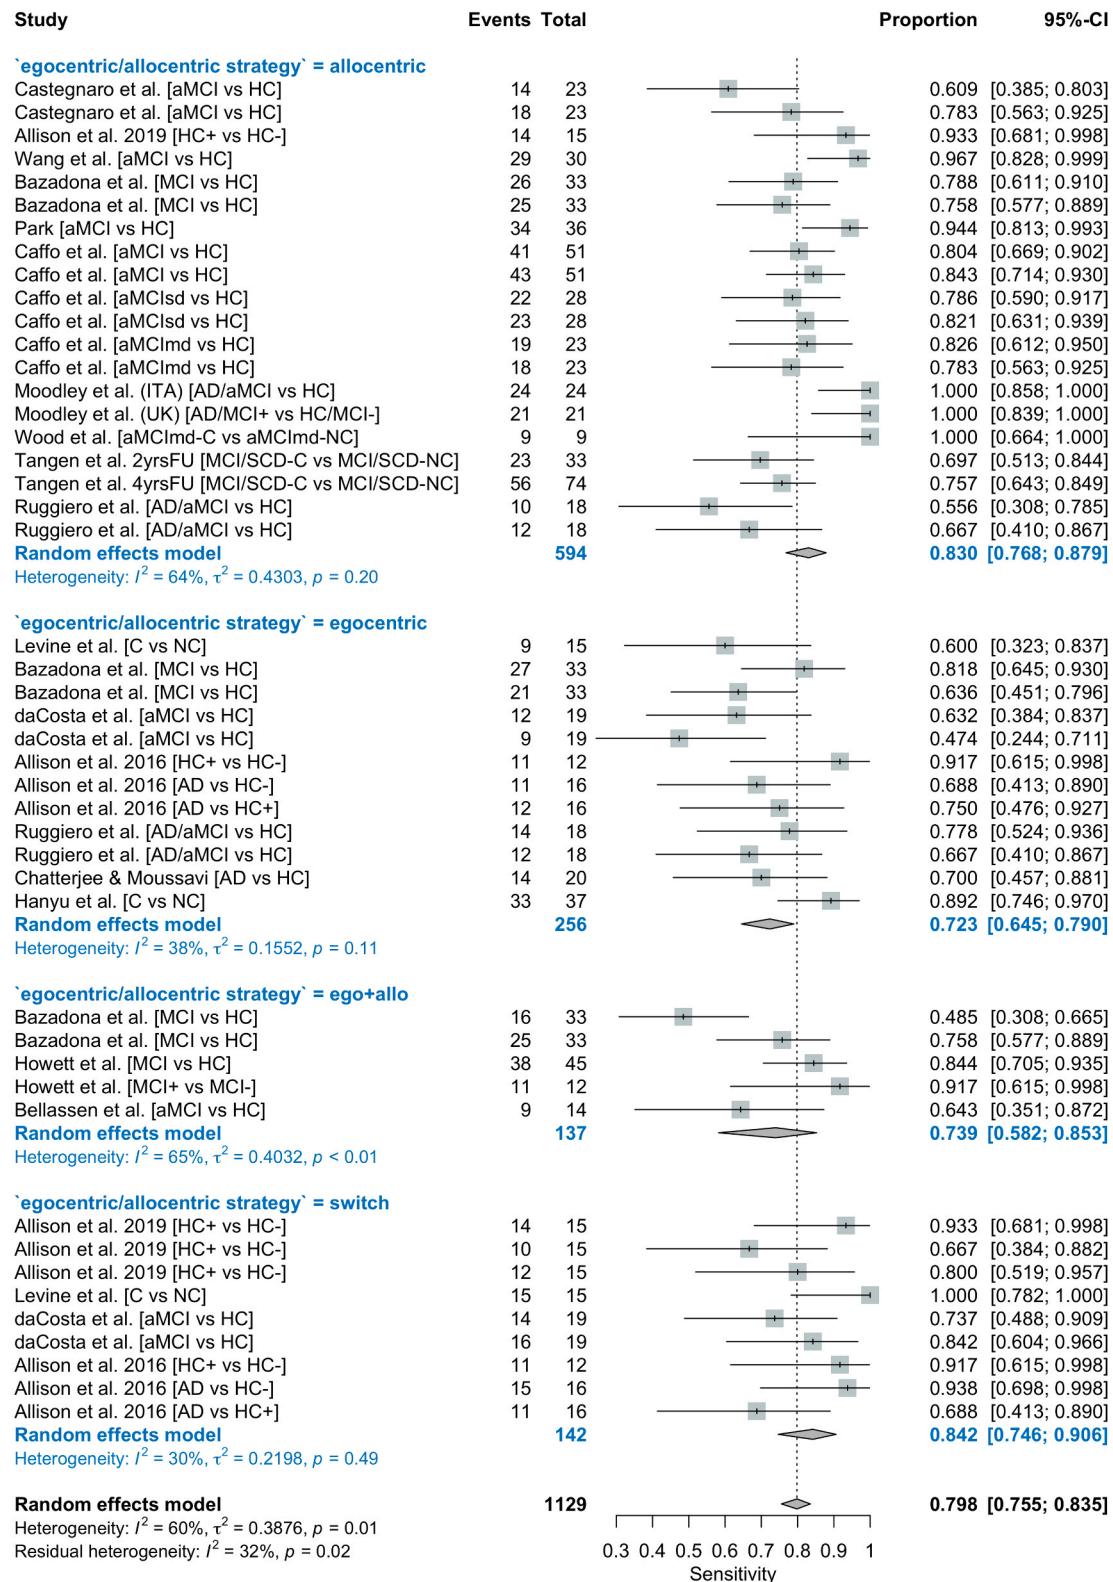 Study Events Total Proportion 95%-CI
`egocentric/allocentric strategy` = allocentric
Castegnaro et al. [aMCI vs HC] 14 23 0.609 [0.385; 0.803]
Castegnaro et al. [aMCI vs HC] 18 23 0.783 [0.563; 0.925]
Allison et al. 2019 [HC+ vs HC-] 14 15 0.933 [0.681; 0.998]
Wang et al. [aMCI vs HC] 29 30 0.967 [0.828; 0.999]
Bazadona et al. [MCI vs HC] 26 33 0.788 [0.611; 0.910]
Bazadona et al. [MCI vs HC] 25 33 0.758 [0.577; 0.889]
Park [aMCI vs HC] 34 36 0.944 [0.813; 0.993]
Caffo et al. [aMCI vs HC] 41 51 0.804 [0.669; 0.902]
Caffo et al. [aMCI vs HC] 43 51 0.843 [0.714; 0.930]
Caffo et al. [aMCIsd vs HC] 22 28 0.786 [0.590; 0.917]
Caffo et al. [aMCIsd vs HC] 23 28 0.821 [0.631; 0.939]
Caffo et al. [aMCImd vs HC] 19 23 0.826 [0.612; 0.950]
Caffo et al. [aMCImd vs HC] 18 23 0.783 [0.563; 0.925]
Moodley et al. (ITA) [AD/aMCI vs HC] 24 24 1.000 [0.858; 1.000]
Moodley et al. (UK) [AD/MCI+ vs HC/MCI-] 21 21 1.000 [0.839; 1.000]
Wood et al. [aMCImd-C vs aMCImd-NC] 9 9 1.000 [0.664; 1.000]
Tangen et al. 2yrsFU [MCI/SCD-C vs MCI/SCD-NC] 23 33 0.697 [0.513; 0.844]
Tangen et al. 4yrsFU [MCI/SCD-C vs MCI/SCD-NC] 56 74 0.757 [0.643; 0.849]
Ruggiero et al. [AD/aMCI vs HC] 10 18 0.556 [0.308; 0.785]
Ruggiero et al. [AD/aMCI vs HC] 12 18 0.667 [0.410; 0.867]
Random effects model 594 0.830 [0.768; 0.879]
Heterogeneity: I² = 64%, τ² = 0.4303, p = 0.20
`egocentric/allocentric strategy` = egocentric
Levine et al. [C vs NC] 9 15 0.600 [0.323; 0.837]
Bazadona et al. [MCI vs HC] 27 33 0.818 [0.645; 0.930]
Bazadona et al. [MCI vs HC] 21 33 0.636 [0.451; 0.796]
daCosta et al. [aMCI vs HC] 12 19 0.632 [0.384; 0.837]
daCosta et al. [aMCI vs HC] 9 19 0.474 [0.244; 0.711]
Allison et al. 2016 [HC+ vs HC-] 11 12 0.917 [0.615; 0.998]
Allison et al. 2016 [AD vs HC-] 11 16 0.688 [0.413; 0.890]
Allison et al. 2016 [AD vs HC+] 12 16 0.750 [0.476; 0.927]
Ruggiero et al. [AD/aMCI vs HC] 14 18 0.778 [0.524; 0.936]
Ruggiero et al. [AD/aMCI vs HC] 12 18 0.667 [0.410; 0.867]
Chatterjee & Moussavi [AD vs HC] 14 20 0.700 [0.457; 0.881]
Hanyu et al. [C vs NC] 33 37 0.892 [0.746; 0.970]
Random effects model 256 0.723 [0.645; 0.790]
Heterogeneity: I² = 38%, τ² = 0.1552, p = 0.11
`egocentric/allocentric strategy` = ego+allo
Bazadona et al. [MCI vs HC] 16 33 0.485 [0.308; 0.665]
Bazadona et al. [MCI vs HC] 25 33 0.758 [0.577; 0.889]
Howett et al. [MCI vs HC] 38 45 0.844 [0.705; 0.935]
Howett et al. [MCI+ vs MCI-] 11 12 0.917 [0.615; 0.998]
Bellassen et al. [aMCI vs HC] 9 14 0.643 [0.351; 0.872]
Random effects model 137 0.739 [0.582; 0.853]
Heterogeneity: I² = 65%, τ² = 0.4032, p < 0.01
`egocentric/allocentric strategy` = switch
Allison et al. 2019 [HC+ vs HC-] 14 15 0.933 [0.681; 0.998]
Allison et al. 2019 [HC+ vs HC-] 10 15 0.667 [0.384; 0.882]
Allison et al. 2019 [HC+ vs HC-] 12 15 0.800 [0.519; 0.957]
Levine et al. [C vs NC] 15 15 1.000 [0.782; 1.000]
daCosta et al. [aMCI vs HC] 14 19 0.737 [0.488; 0.909]
daCosta et al. [aMCI vs HC] 16 19 0.842 [0.604; 0.966]
Allison et al. 2016 [HC+ vs HC-] 11 12 0.917 [0.615; 0.998]
Allison et al. 2016 [AD vs HC-] 15 16 0.938 [0.698; 0.998]
Allison et al. 2016 [AD vs HC+] 11 16 0.688 [0.413; 0.890]
Random effects model 142 0.842 [0.746; 0.906]
Heterogeneity: I² = 30%, τ² = 0.2198, p = 0.49
Random effects model 1129 0.798 [0.755; 0.835]
Heterogeneity: I² = 60%, τ² = 0.3876, p = 0.01
Residual heterogeneity: I² = 32%, p = 0.02
0.3 0.4 0.5 0.6 0.7 0.8 0.9 1
Sensitivity